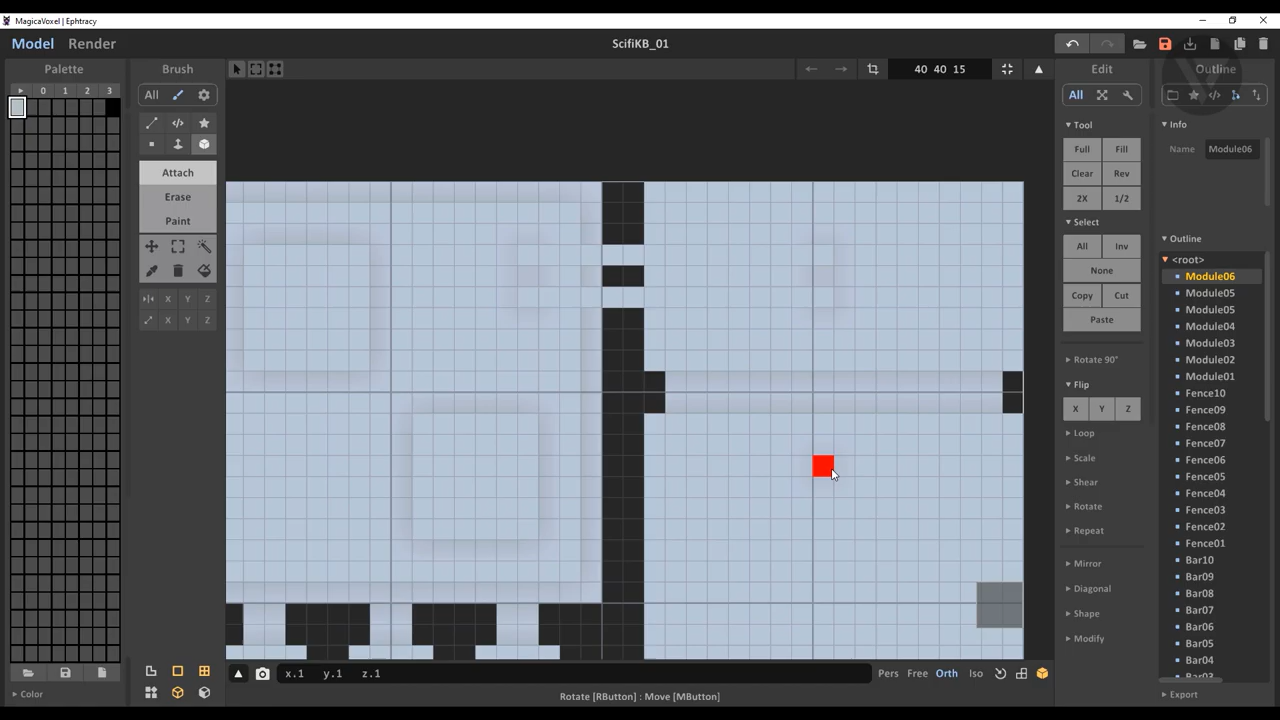 MagicaVoxel | Ephtracy
Model Render
ScifiKB_01
Palette
Brush
40 40 15
Edit
Outline
0 1 2 3
All
All
Tool
Info
Full Fill
Name Module06
Clear Rev
Attach
2X 1/2
Erase
Select
Paint
All Inv
Outline
<root>
None
Module06
Copy Cut
Module05
X Y Z
Module05
Paste
X Y Z
Module04
Module03
Rotate 90°
Module02
Module01
Flip
Fence10
X Y Z
Fence09
Fence08
Loop
Fence07
Scale
Fence06
Shear
Fence05
Fence04
Rotate
Fence03
Repeat
Fence02
Fence01
Mirror
Bar10
Bar09
Diagonal
Bar08
Shape
Bar07
Bar06
Modify
Bar05
Bar04
Bar03
x.1 y.1 z.1
Pers Free Orth Iso
Color
Rotate [RButton] : Move [MButton]
Export